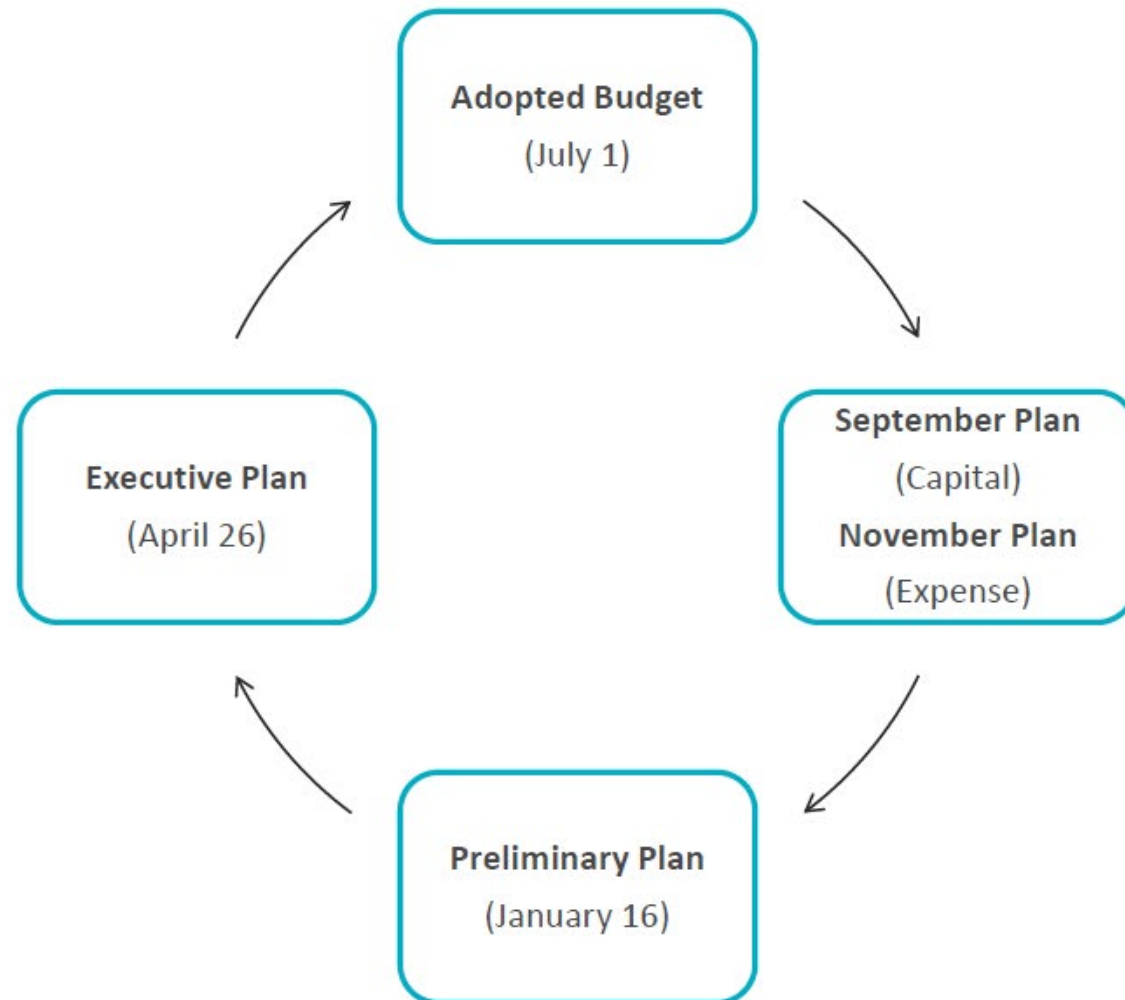 Adopted Budget
(July 1)
September Plan
(Capital)
November Plan
(Expense)
Preliminary Plan
(January 16)
Executive Plan
(April 26)